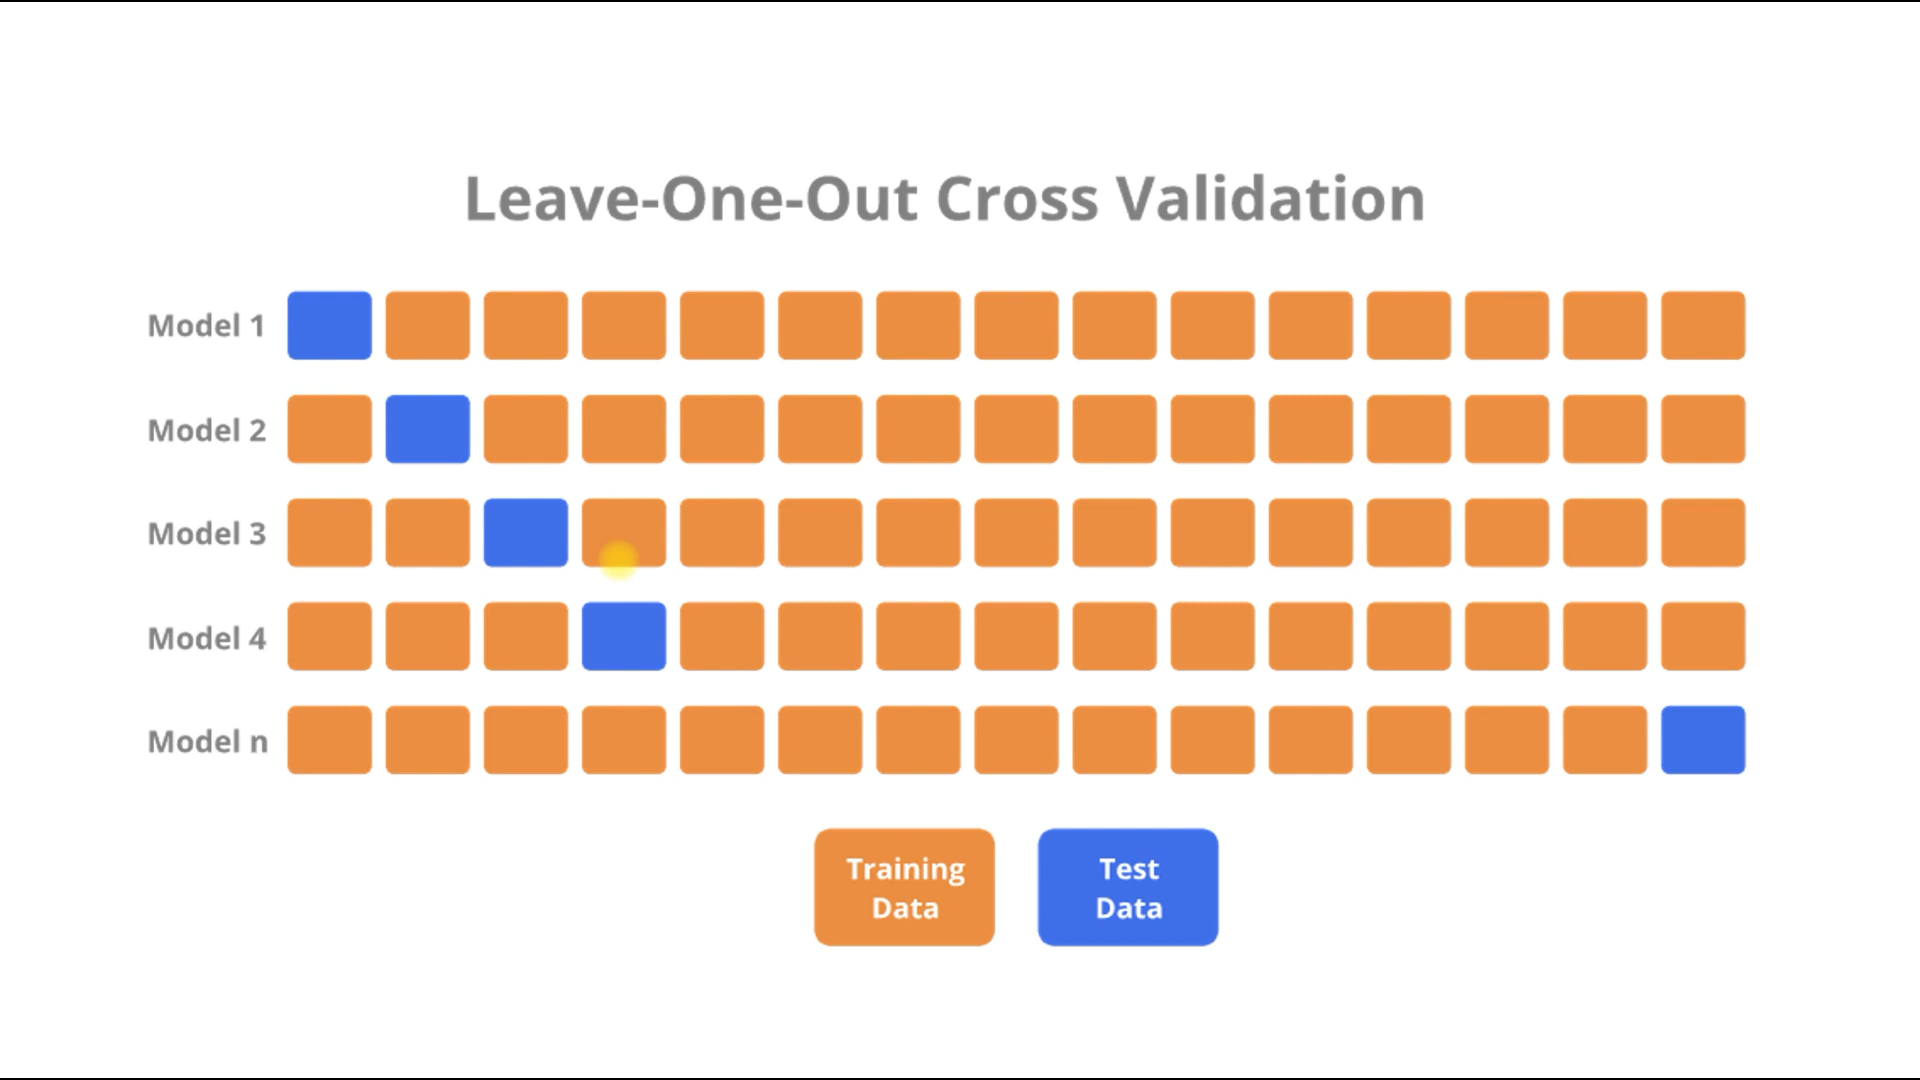 Leave-One-Out Cross Validation
Model 1
Model 2
Model 3
Model 4
Model n
Training
Data
Test
Data